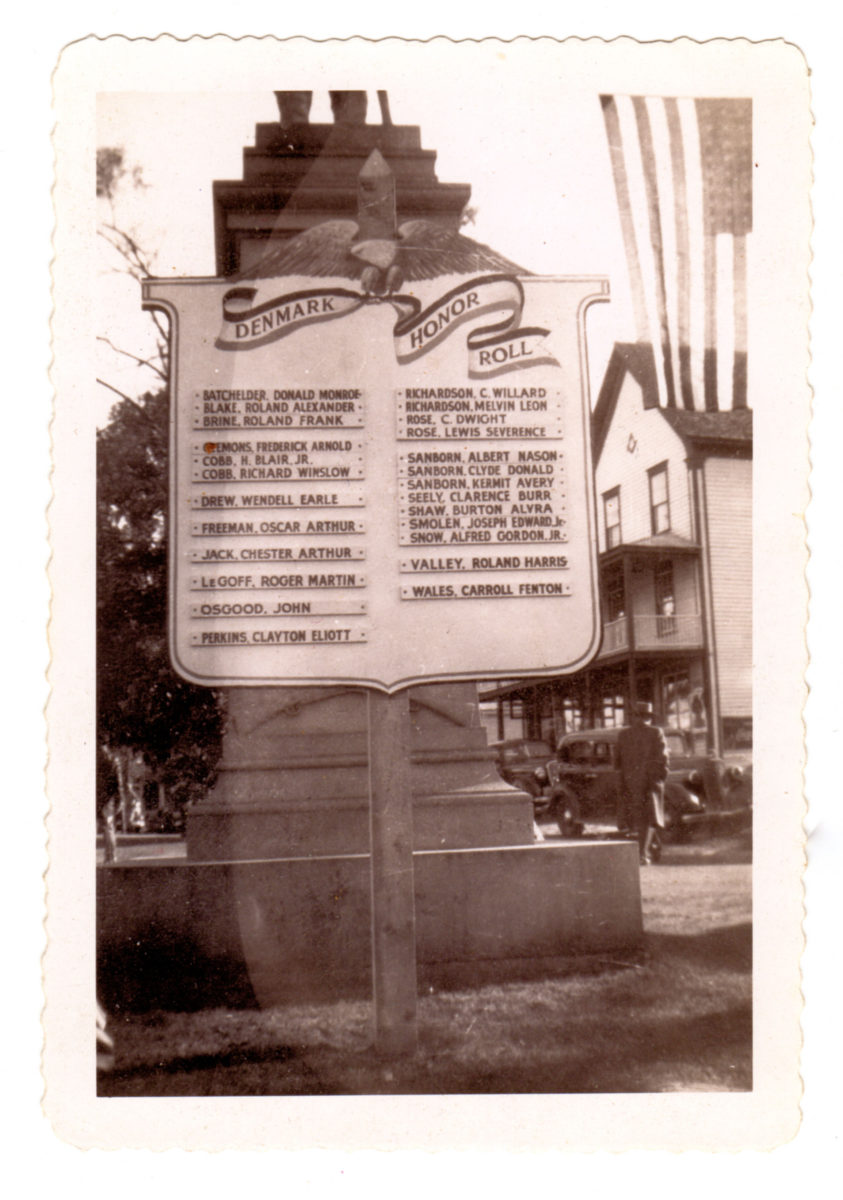 DENMARK
HONOR
ROLL
· BATCHELDER, DONALD MONROE ·
· BLAKE, ROLAND ALEXANDER ·
· BRINE, ROLAND FRANK ·
· CLEMONS, FREDERICK ARNOLD ·
· COBB, H. BLAIR, JR. ·
· COBB, RICHARD WINSLOW ·
· DREW, WENDELL EARLE ·
· FREEMAN, OSCAR ARTHUR ·
· JACK, CHESTER ARTHUR ·
· LEGOFF, ROGER MARTIN ·
· OSGOOD, JOHN ·
· PERKINS, CLAYTON ELIOTT ·
· RICHARDSON, C. WILLARD ·
· RICHARDSON, MELVIN LEON ·
· ROSE, C. DWIGHT ·
· ROSE, LEWIS SEVERENCE ·
· SANBORN, ALBERT NASON ·
· SANBORN, CLYDE DONALD ·
· SANBORN, KERMIT AVERY ·
· SEELY, CLARENCE BURR ·
· SHAW, BURTON ALVRA ·
· SMOLEN, JOSEPH EDWARD, Jr. ·
· SNOW, ALFRED GORDON, JR. ·
· VALLEY, ROLAND HARRIS ·
· WALES, CARROLL FENTON ·